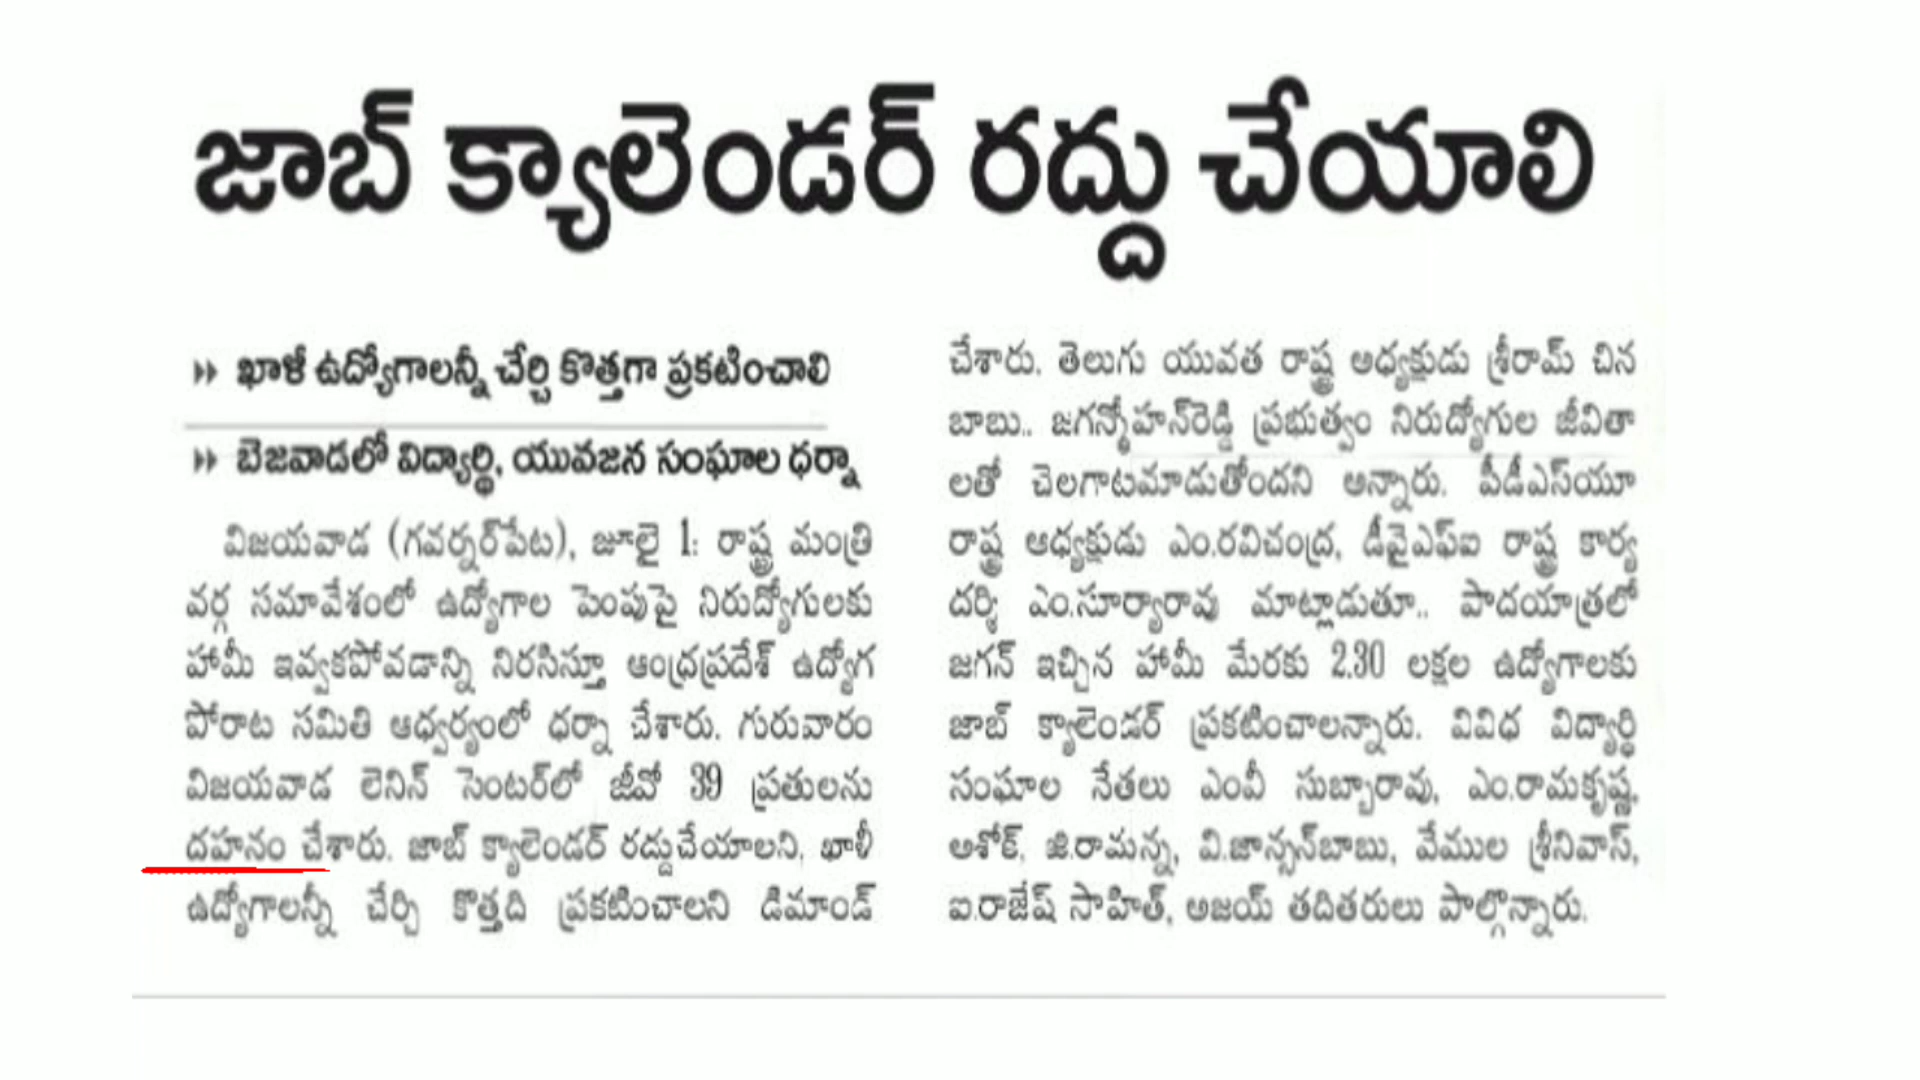 జాబ్ క్యాలెండర్ రద్దు చేయాలి
›› ఖాళీ ఉద్యోగాలన్నీ చేర్చి కొత్తగా ప్రకటించాలి
›› బెజవాడలో విద్యార్థి, యువజన సంఘాల ధర్నా
విజయవాడ (గవర్నర్‌పేట), జూలై 1: రాష్ట్ర మంత్రి
వర్గ సమావేశంలో ఉద్యోగాల పెంపుపై నిరుద్యోగులకు
హామీ ఇవ్వకపోవడాన్ని నిరసిస్తూ ఆంధ్రప్రదేశ్ ఉద్యోగ
పోరాట సమితి ఆధ్వర్యంలో ధర్నా చేశారు. గురువారం
విజయవాడ లెనిన్ సెంటర్‌లో జీవో 39 ప్రతులను
దహనం చేశారు. జాబ్ క్యాలెండర్ రద్దుచేయాలని, ఖాళీ
ఉద్యోగాలన్నీ చేర్చి కొత్తది ప్రకటించాలని డిమాండ్
చేశారు. తెలుగు యువత రాష్ట్ర అధ్యక్షుడు శ్రీరామ్ చిన
బాబు.. జగన్మోహన్‌రెడ్డి ప్రభుత్వం నిరుద్యోగుల జీవితా
లతో చెలగాటమాడుతోందని అన్నారు. పీడీఎస్‌యూ
రాష్ట్ర ఆధ్యక్షుడు ఎం.రవిచంద్ర, డీవైఎఫ్ఐ రాష్ట్ర కార్య
దర్శి ఎం.సూర్యారావు మాట్లాడుతూ.. పాదయాత్రలో
జగన్ ఇచ్చిన హామీ మేరకు 2.30 లక్షల ఉద్యోగాలకు
జాబ్ క్యాలెండర్ ప్రకటించాలన్నారు. వివిధ విద్యార్థి
సంఘాల నేతలు ఎంవీ సుబ్బారావు, ఎం.రామకృష్ణ,
అశోక్, జి.రామన్న, వి.జాన్సన్‌బాబు, వేముల శ్రీనివాస్,
ఐ.రాజేష్ సాహిత్, అజయ్ తదితరులు పాల్గొన్నారు.